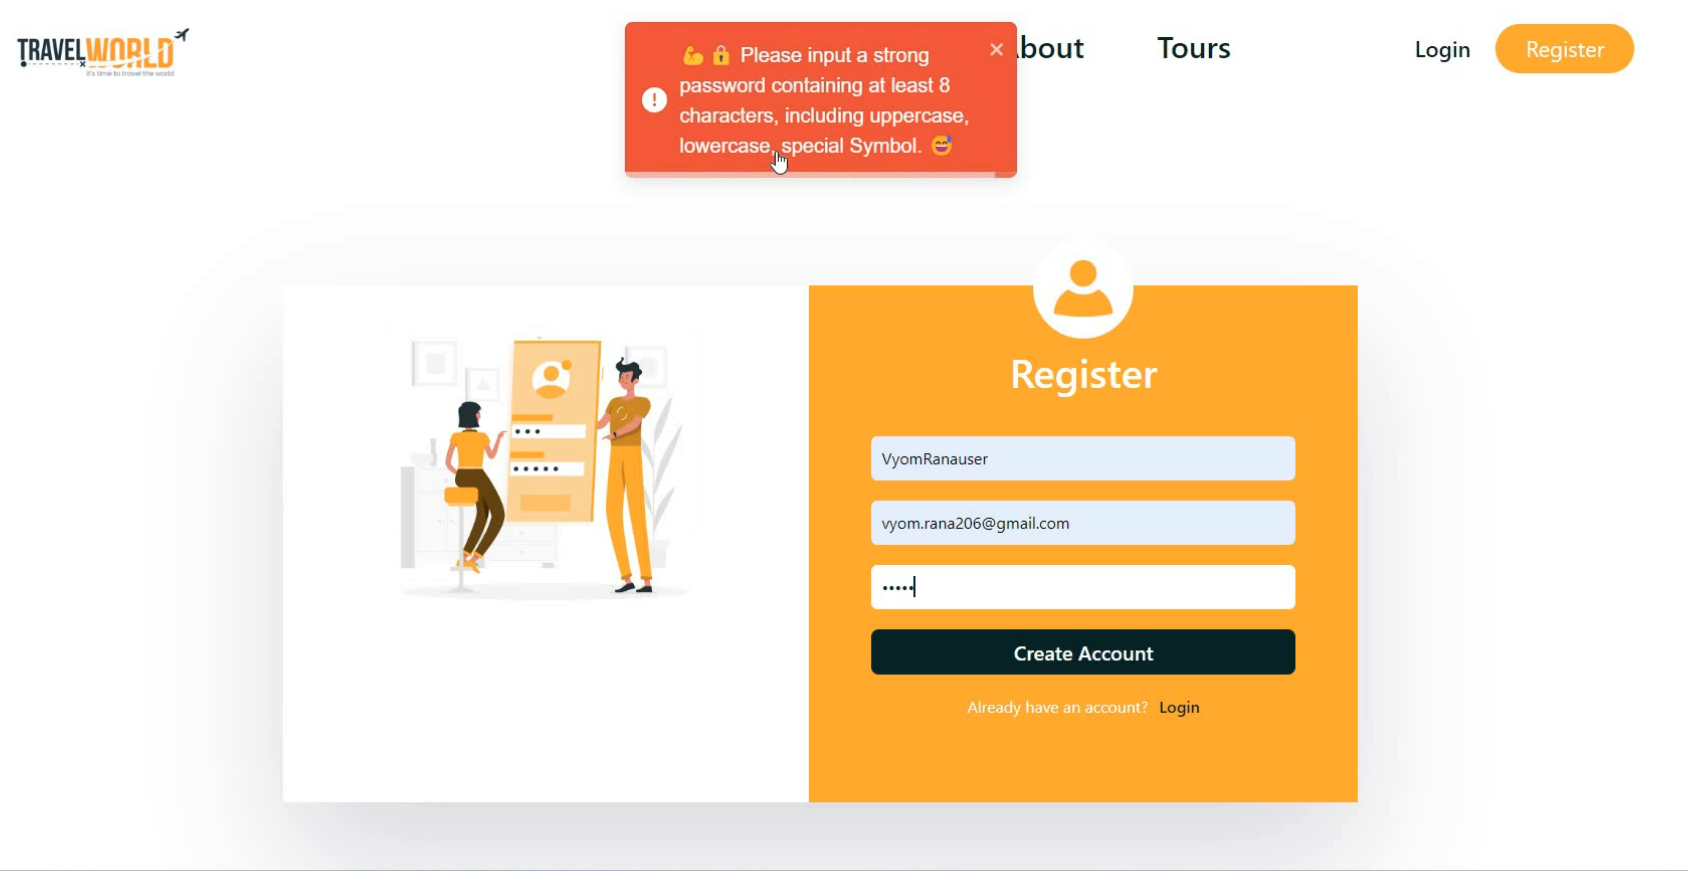 TRAVELWORLD
it's time to travel the world
💪 🔒 Please input a strong
password containing at least 8
characters, including uppercase,
lowercase, special Symbol. 😅
bout
Tours
Login
Register
Register
VyomRanauser
vyom.rana206@gmail.com
•••••
Create Account
Already have an account? Login